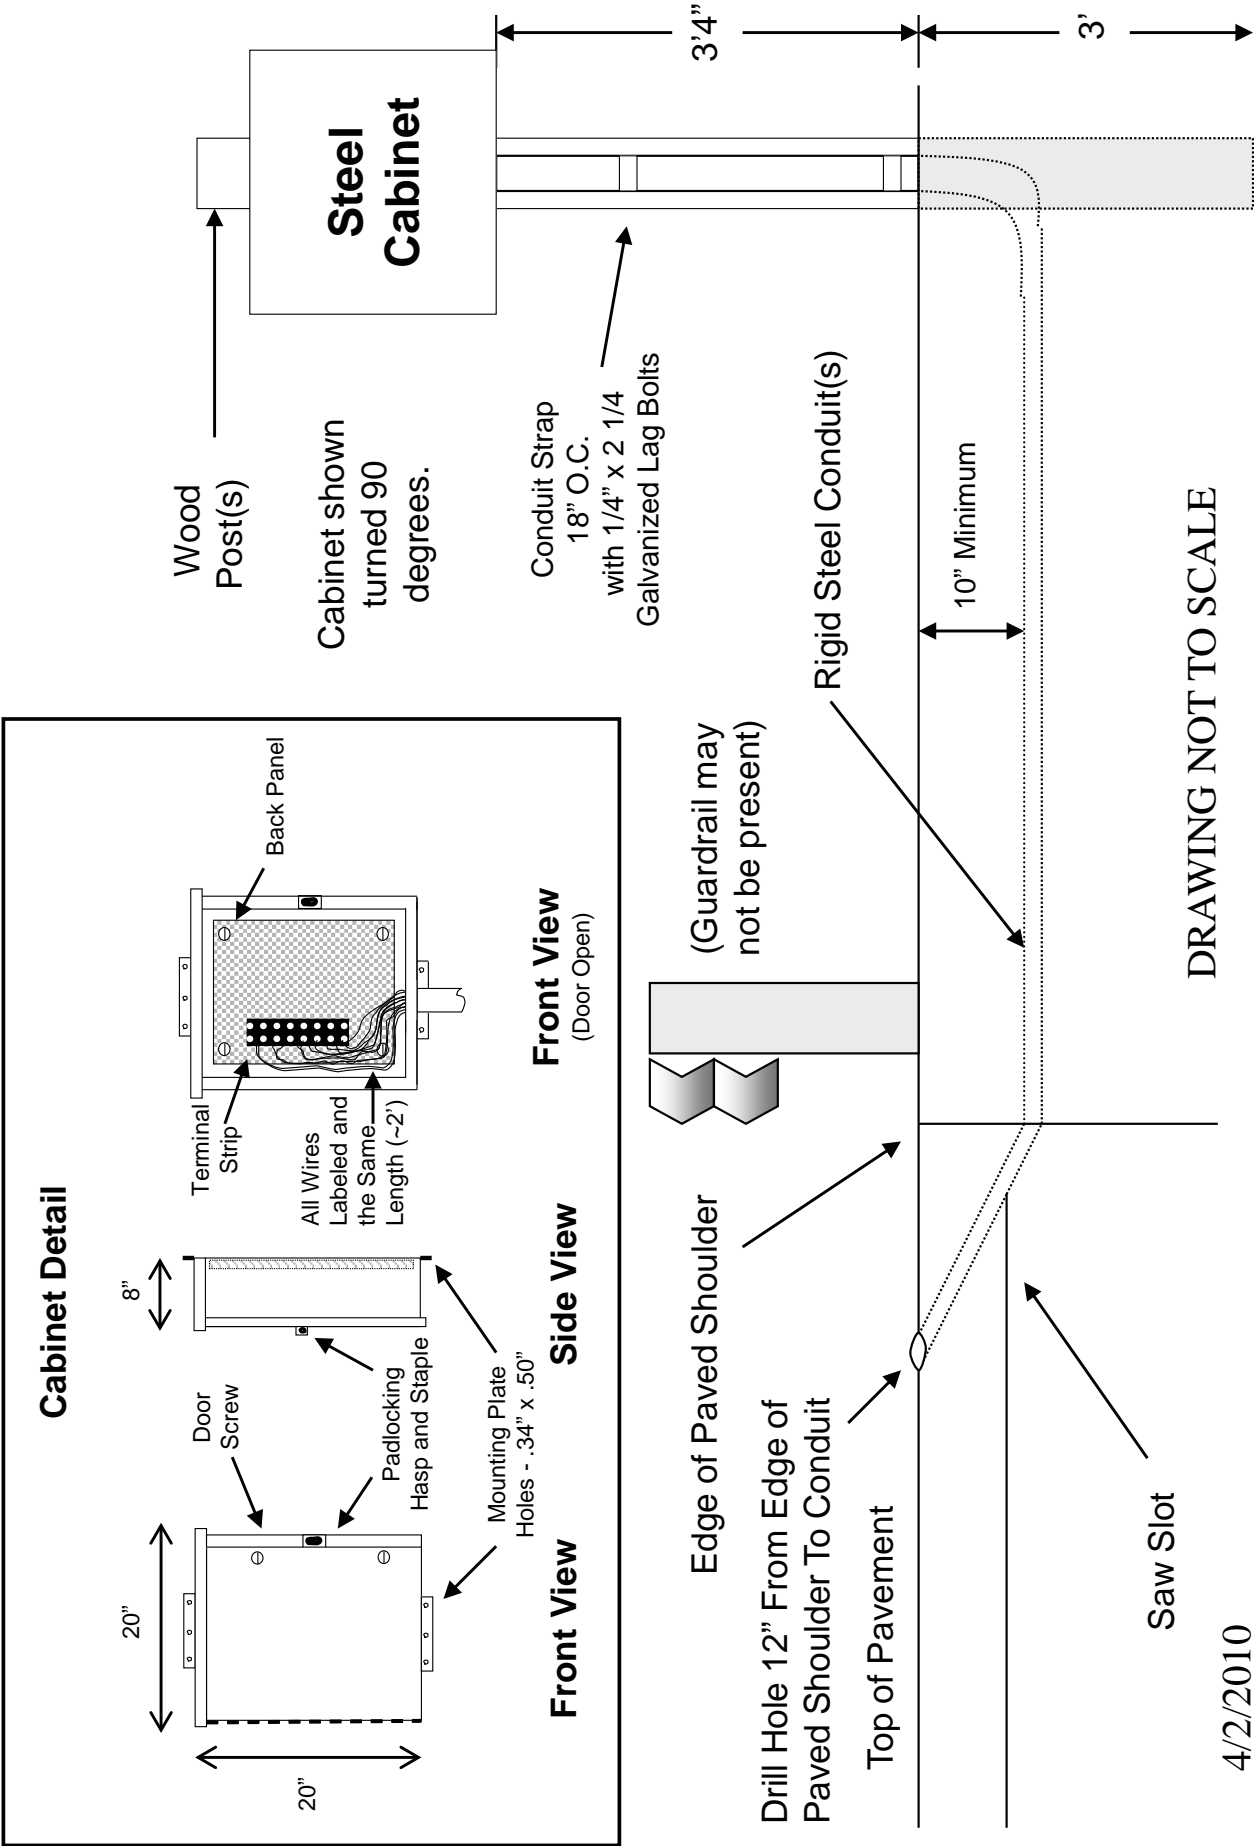 Cabinet Detail
20”
20”
Front View
Door
Screw
Padlocking
Hasp and Staple
Mounting Plate
Holes - .34” x .50”
8”
Side View
Terminal
Strip
All Wires
Labeled and
the Same
Length (~2’)
Back Panel
Front View
(Door Open)
Wood
Post(s)
Steel
Cabinet
Cabinet shown
turned 90
degrees.
Conduit Strap
18” O.C.
with 1/4” x 2 1/4
Galvanized Lag Bolts
3’4”
3’
(Guardrail may
not be present)
Rigid Steel Conduit(s)
10” Minimum
Edge of Paved Shoulder
Drill Hole 12” From Edge of
Paved Shoulder To Conduit
Top of Pavement
Saw Slot
DRAWING NOT TO SCALE
4/2/2010